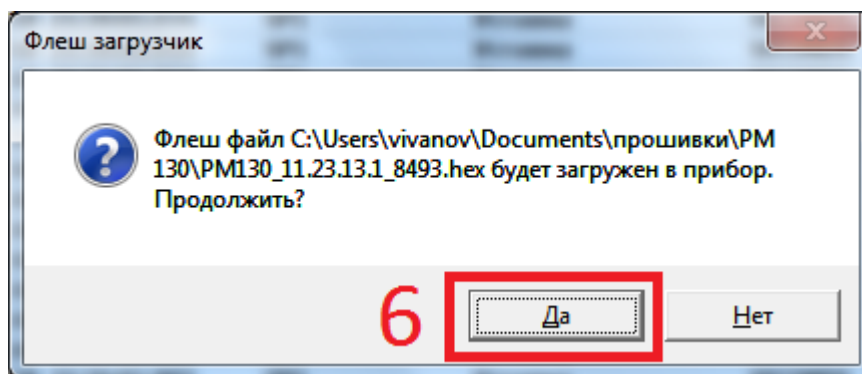 Флеш загрузчик
Флеш файл C:\Users\vivanov\Documents\прошивки\PM
130\PM130_11.23.13.1_8493.hex будет загружен в прибор.
Продолжить?
6
Да
Нет